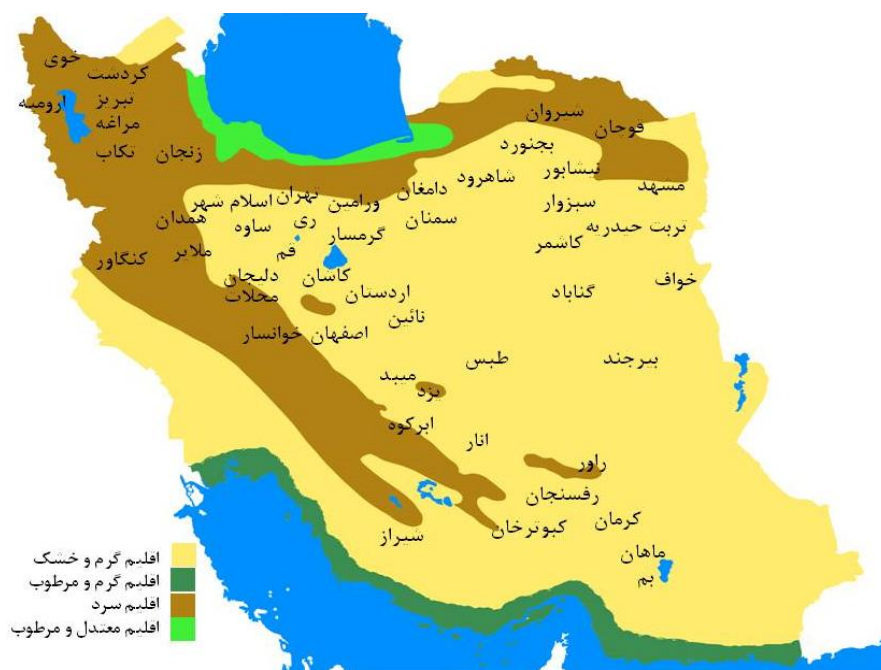 خوی
کردشت
ارومیه
تبریز
مراغه
تکاب
زنجان
شیروان
قوچان
بجنورد
نیشابور
مشهد
شاهرود
دامغان
سبزوار
تهران
ورامین
اسلام شهر
ری
سمنان
همدان
ساوه
گرمسار
تربت حیدریه
کاشمر
قم
ملایر
کنگاور
دلیجان
کاشان
محلات
اردستان
گناباد
خواف
نائین
اصفهان
خوانسار
طبس
بیرجند
میبد
یزد
ابرکوه
انار
راور
رفسنجان
کبوترخان
کرمان
شیراز
ماهان
بم
اقلیم گرم و خشک
اقلیم گرم و مرطوب
اقلیم سرد
اقلیم معتدل و مرطوب